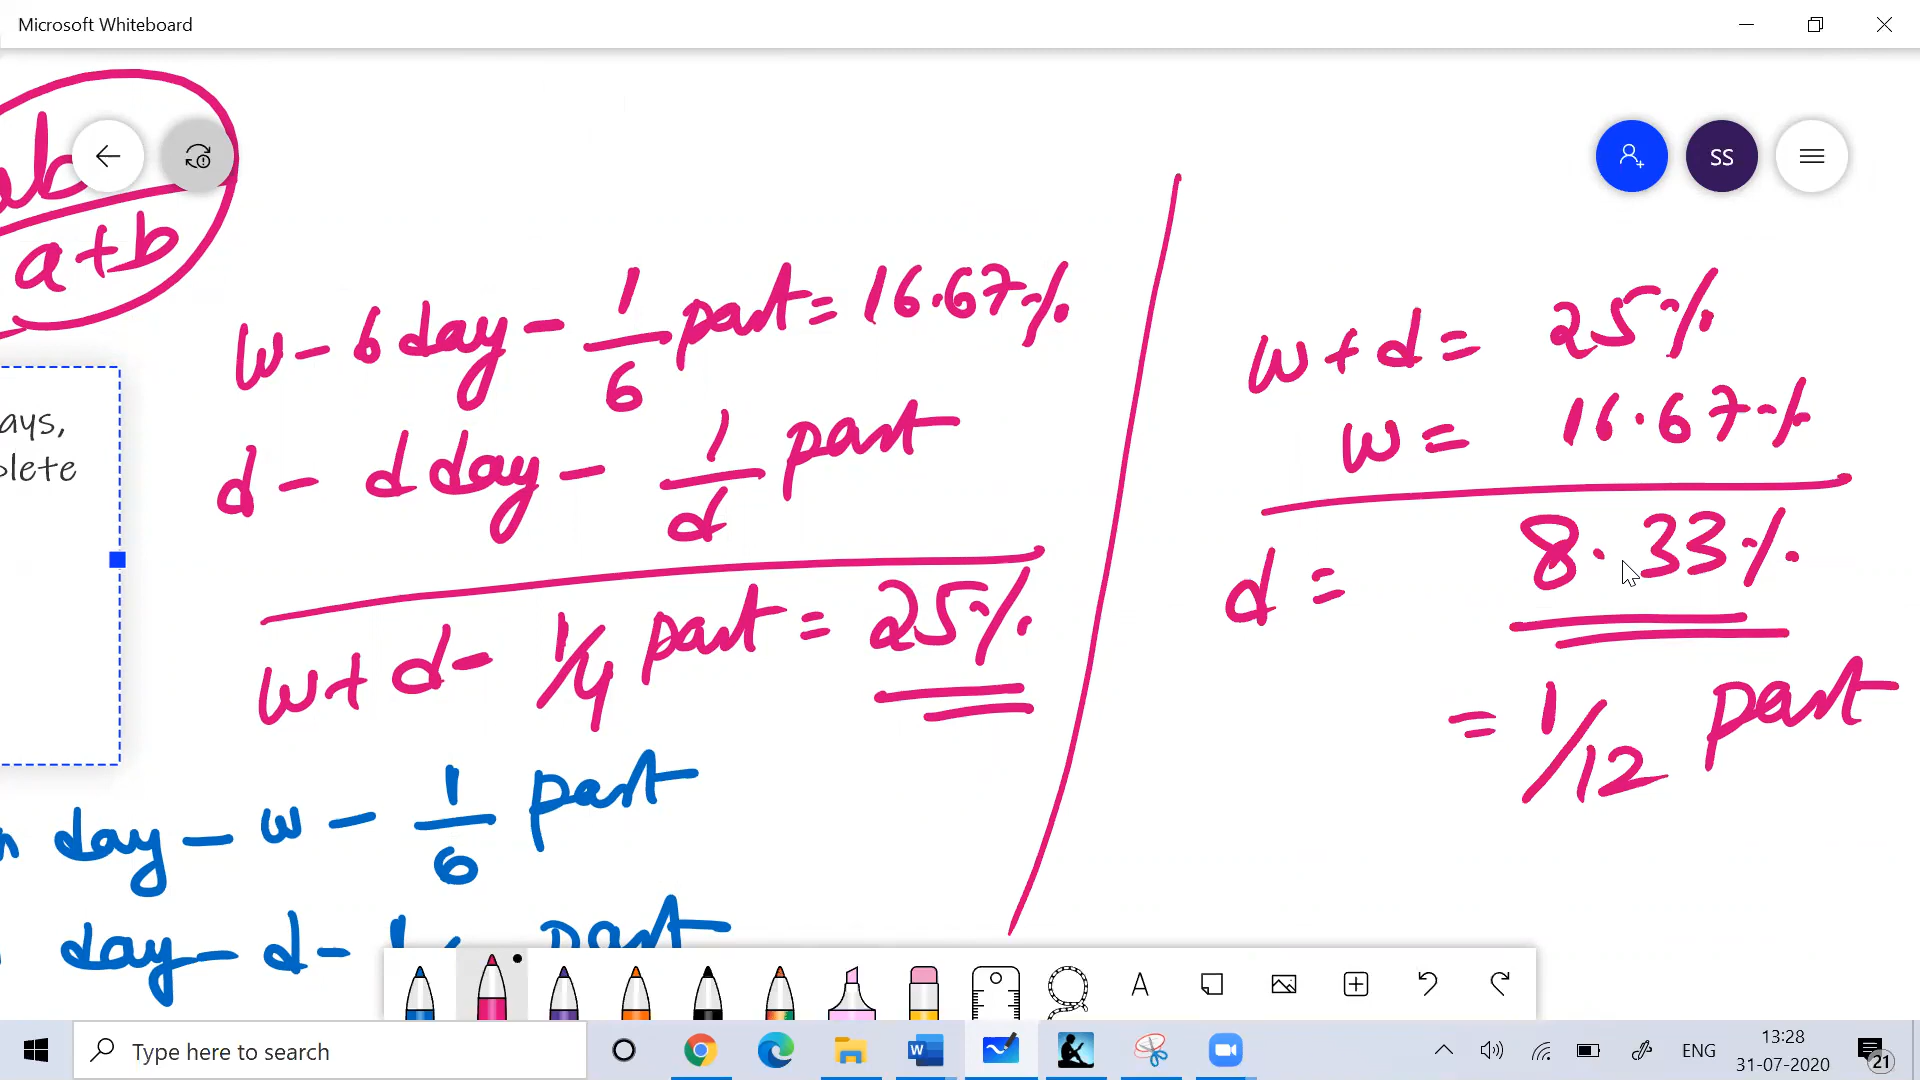 Microsoft Whiteboard
ab
a+b
SS
w - 6 day - 1/6 part = 16.67%
d - d day - 1/d part
w+d - 1/4 part = 25%
w+d = 25%
w = 16.67%
d = 8.33%
= 1/12 part
ays,
plete
day - w - 1/6 part
day - d - part
A
Type here to search
ENG
13:28
31-07-2020
21